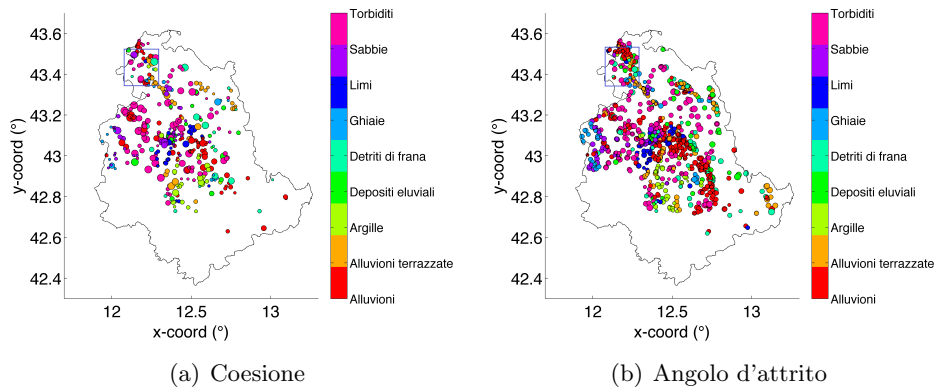 43.6
43.4
43.2
43
42.8
42.6
42.4
y-coord (°)
12
12.5
13
x-coord (°)
Torbiditi
Sabbie
Limi
Ghiaie
Detriti di frana
Depositi eluviali
Argille
Alluvioni terrazzate
Alluvioni
(a) Coesione
43.6
43.4
43.2
43
42.8
42.6
42.4
y-coord (°)
12
12.5
13
x-coord (°)
Torbiditi
Sabbie
Limi
Ghiaie
Detriti di frana
Depositi eluviali
Argille
Alluvioni terrazzate
Alluvioni
(b) Angolo d'attrito